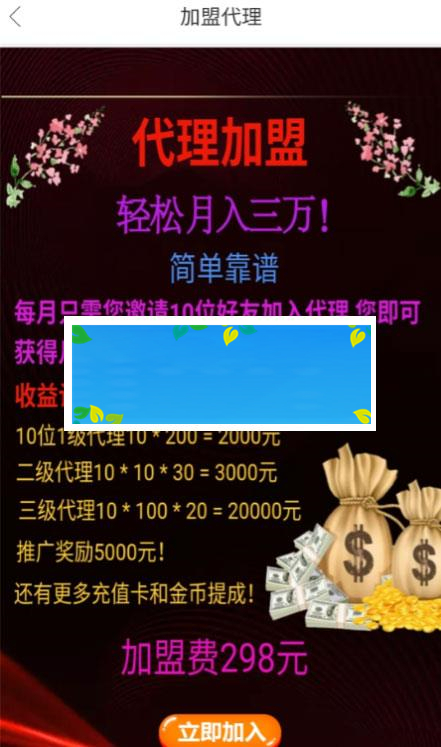 加盟代理
代理加盟
轻松月入三万!
简单靠谱
每月只需您邀请10位好友加入代理,您即可
获得
收益
10位1级代理10 * 200 = 2000元
二级代理10 * 10 * 30 = 3000元
三级代理10 * 100 * 20 = 20000元
推广奖励5000元!
还有更多充值卡和金币提成!
加盟费298元
立即加入